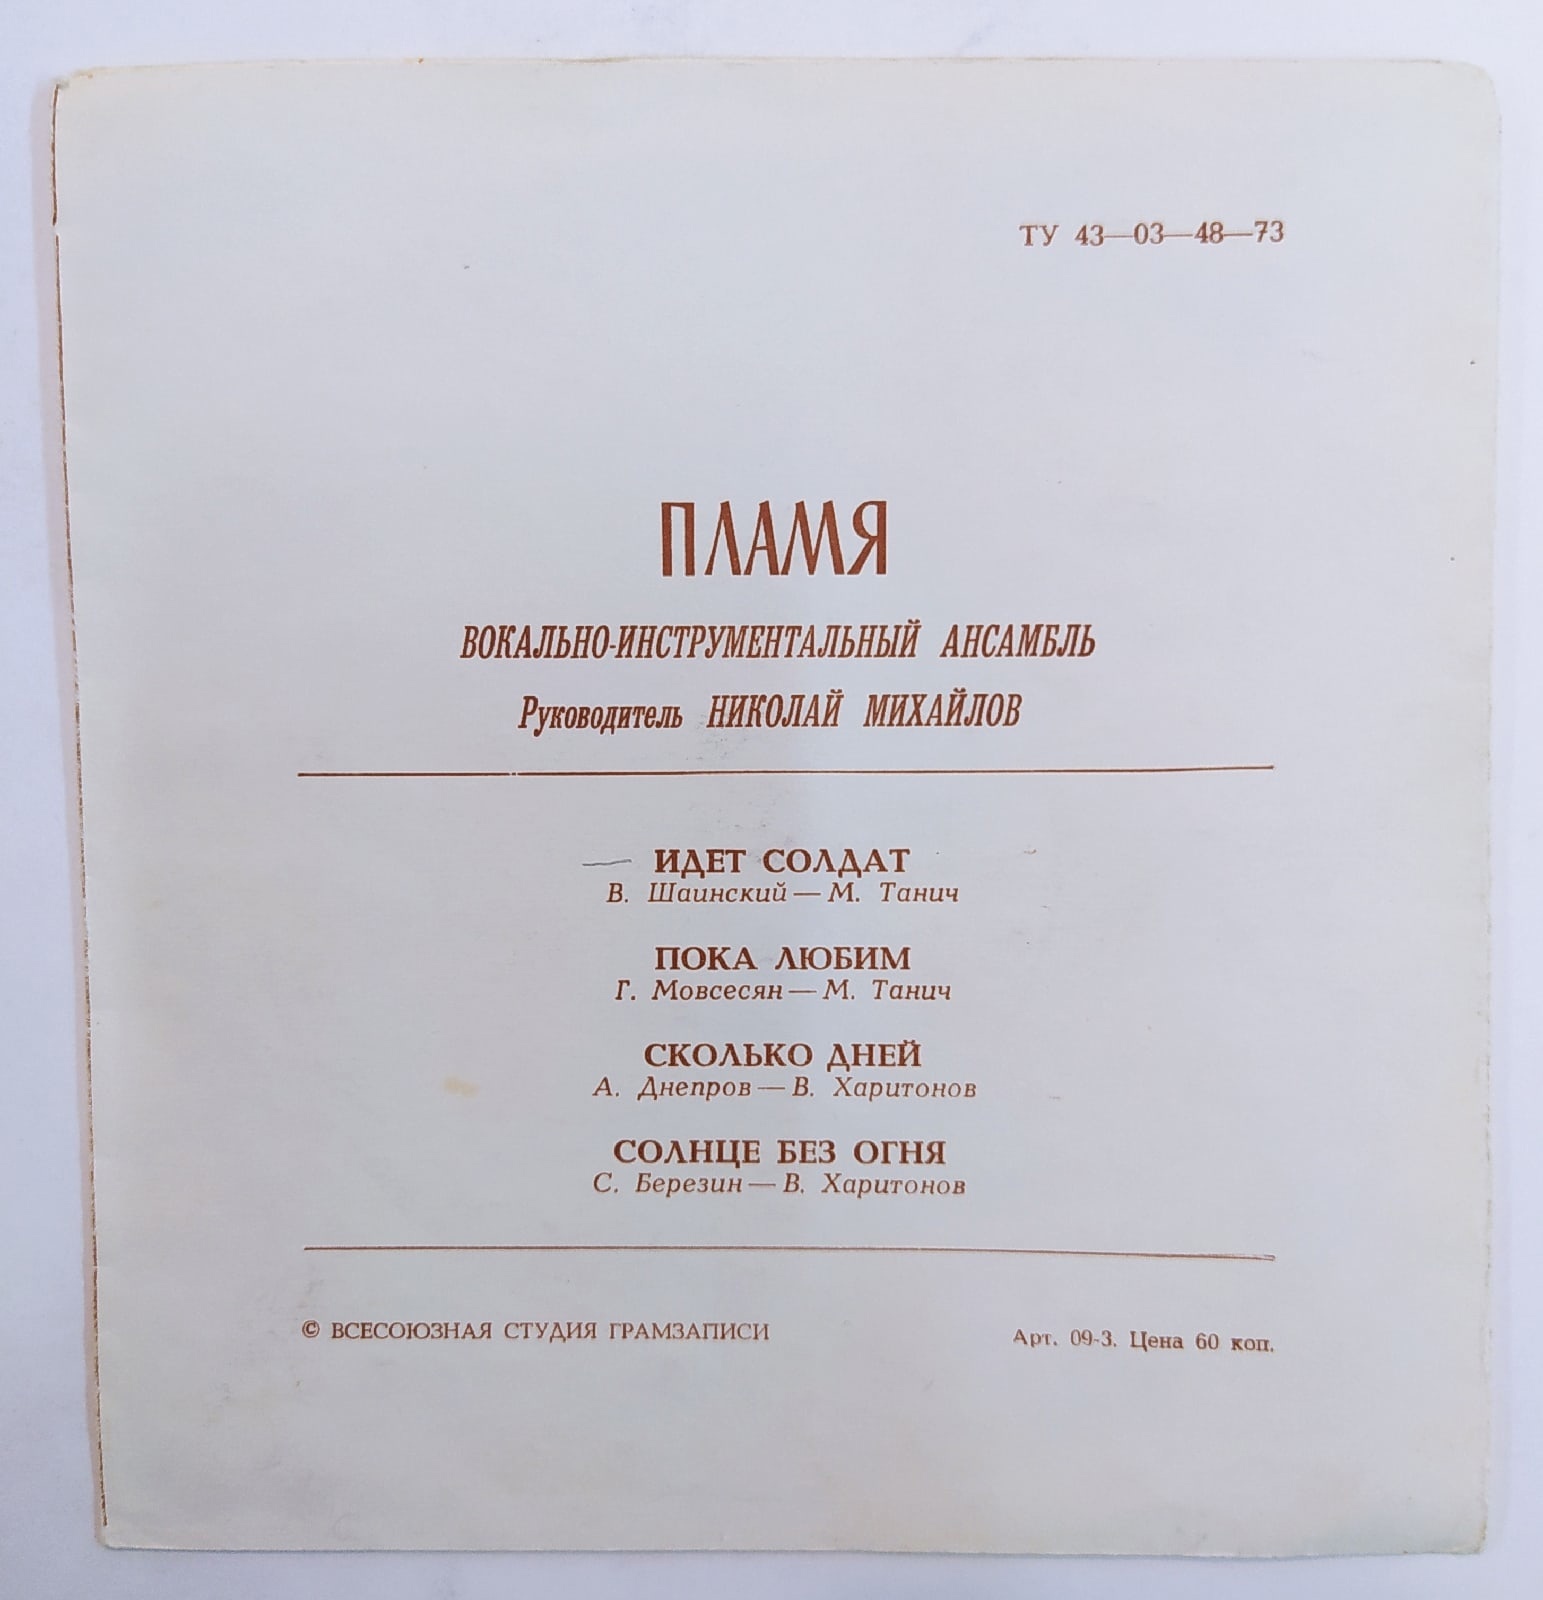 ТУ 43—03—48—73
ПЛАМЯ
ВОКАЛЬНО-ИНСТРУМЕНТАЛЬНЫЙ АНСАМБЛЬ
Руководитель НИКОЛАЙ МИХАЙЛОВ
ИДЕТ СОЛДАТ
В. Шаинский — М. Танич
ПОКА ЛЮБИМ
Г. Мовсесян — М. Танич
СКОЛЬКО ДНЕЙ
А. Днепров — В. Харитонов
СОЛНЦЕ БЕЗ ОГНЯ
С. Березин — В. Харитонов
© ВСЕСОЮЗНАЯ СТУДИЯ ГРАМЗАПИСИ
Арт. 09-3. Цена 60 коп.